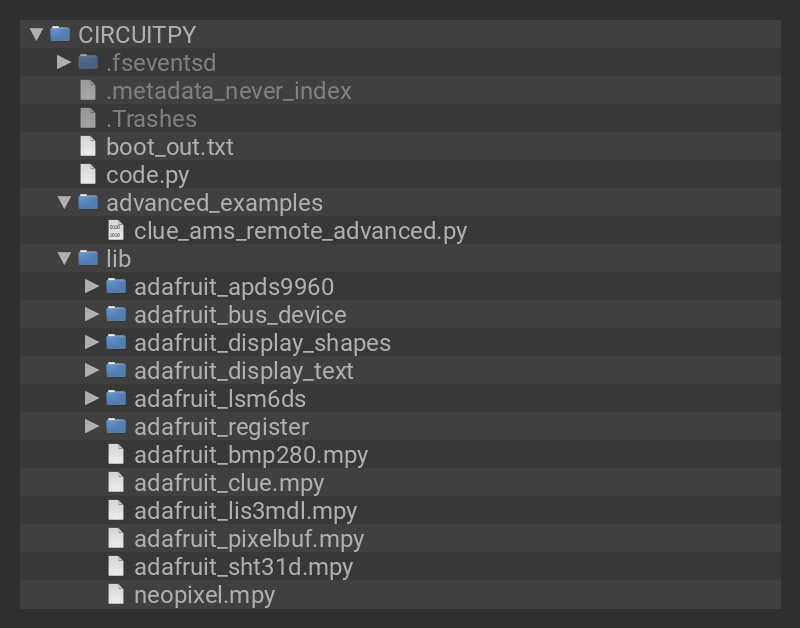 CIRCUITPY
.fseventsd
.metadata_never_index
.Trashes
boot_out.txt
code.py
advanced_examples
clue_ams_remote_advanced.py
lib
adafruit_apds9960
adafruit_bus_device
adafruit_display_shapes
adafruit_display_text
adafruit_lsm6ds
adafruit_register
adafruit_bmp280.mpy
adafruit_clue.mpy
adafruit_lis3mdl.mpy
adafruit_pixelbuf.mpy
adafruit_sht31d.mpy
neopixel.mpy